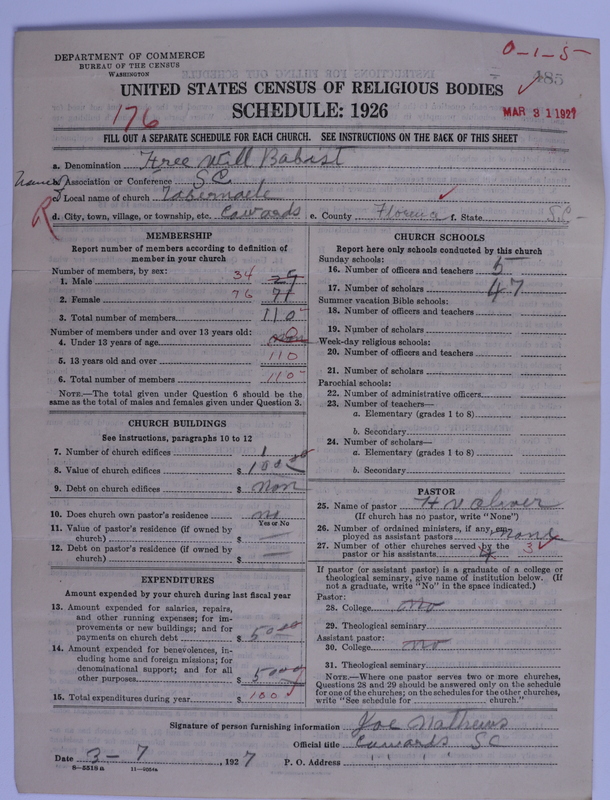 0-1-5-
DEPARTMENT OF COMMERCE
BUREAU OF THE CENSUS
WASHINGTON
485
UNITED STATES CENSUS OF RELIGIOUS BODIES
176
SCHEDULE: 1926
MAR 31 1927
FILL OUT A SEPARATE SCHEDULE FOR EACH CHURCH. SEE INSTRUCTIONS ON THE BACK OF THIS SHEET
a. Denomination Free Will Babist
b. Association or Conference S.C
c. Local name of church Tabernacle
R
d. City, town, village, or township, etc. Cawards e. County Florence f. State S.C-
MEMBERSHIP
Report number of members according to definition of
member in your church
Number of members, by sex:
1. Male 34 29
2. Female 76 71
3. Total number of members 110
Number of members under and over 13 years old:
4. Under 13 years of age
5. 13 years old and over 110
6. Total number of members 110
NOTE.—The total given under Question 6 should be
same as the total of males and females given under Question 3.
CHURCH BUILDINGS
See instructions, paragraphs 10 to 12
7. Number of church edifices 1
8. Value of church edifices $
9. Debt on church edifices $ non
10. Does church own pastor's residence no
Yes or No
11. Value of pastor's residence (if owned by
church) $ —
12. Debt on pastor's residence (if owned by
church) $ —
EXPENDITURES
Amount expended by your church during last fiscal year
13. Amount expended for salaries, repairs,
and other running expenses; for im-
provements or new buildings; and for
payments on church debt $ 50 00
14. Amount expended for benevolences, in-
cluding home and foreign missions; for
denominational support; and for all
other purposes $ 50 00
15. Total expenditures during year $ 100
CHURCH SCHOOLS
Report here only schools conducted by this church
Sunday schools:
16. Number of officers and teachers 5
17. Number of scholars 47
Summer vacation Bible schools:
18. Number of officers and teachers
19. Number of scholars
Week-day religious schools:
20. Number of officers and teachers
21. Number of scholars
Parochial schools:
22. Number of administrative officers
23. Number of teachers—
a. Elementary (grades 1 to 8)
b. Secondary
24. Number of scholars—
a. Elementary (grades 1 to 8)
b. Secondary
PASTOR
25. Name of pastor H V Oliver
(If church has no pastor, write "None")
26. Number of ordained ministers, if any, em-
ployed as assistant pastors none
27. Number of other churches served by the
pastor or his assistants 4 3
If pastor (or assistant pastor) is a graduate of a college or
theological seminary, give name of institution below. (If
not a graduate, write "No" in the space indicated.)
Pastor:
28. College no
29. Theological seminary
Assistant pastor:
30. College no
31. Theological seminary
NOTE.—Where one pastor serves two or more churches,
Questions 28 and 29 should be answered only on the schedule
for one of the churches; on the schedules for the other churches,
write "See schedule for church."
Signature of person furnishing information Joe Mathews
Official title Cawards SC
Date 3-7, 1927 P. O. Address " " " "
S-5518 a 11-9054a